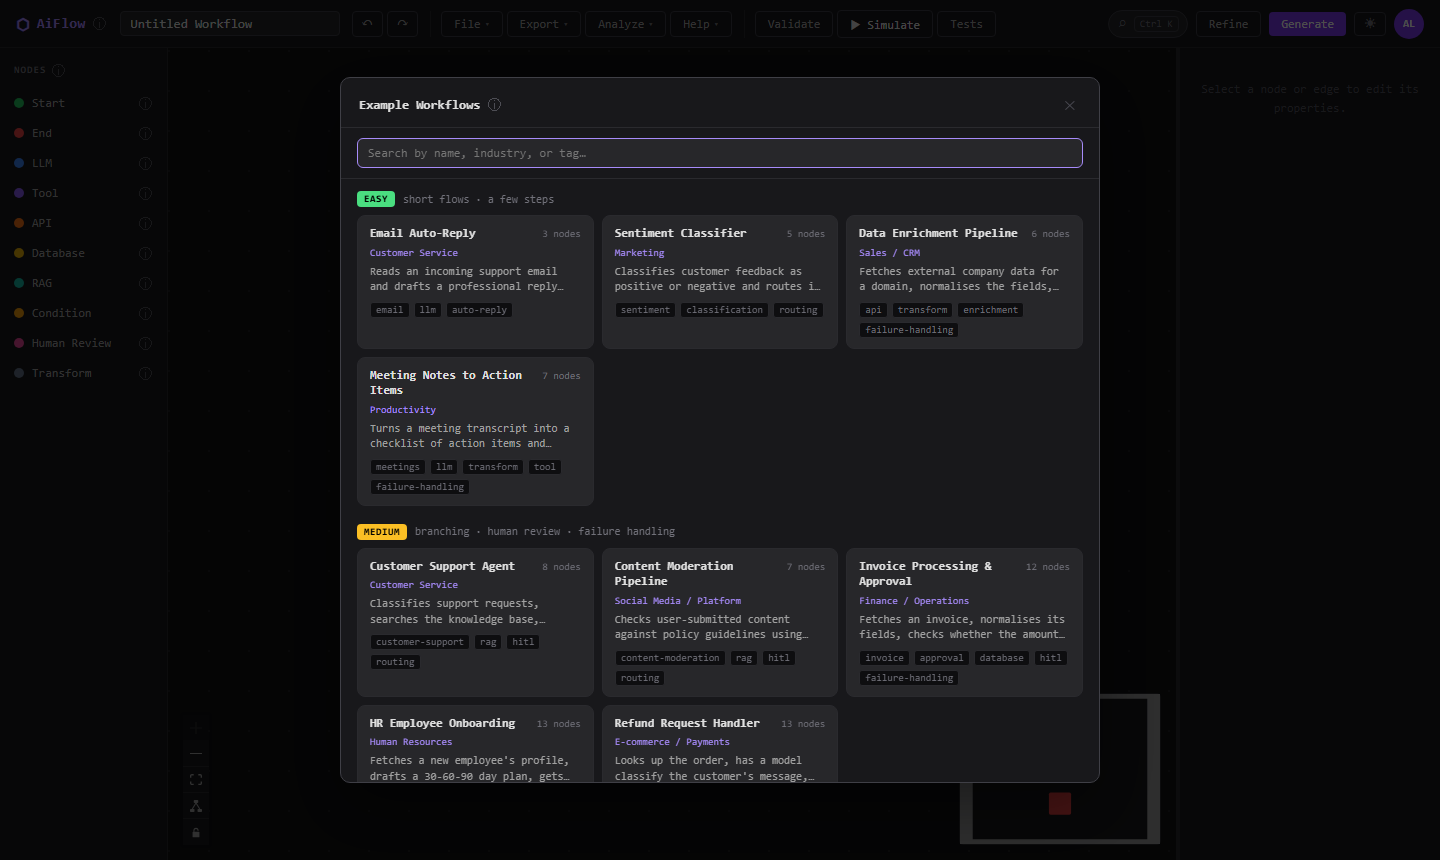 AiFlow
Untitled Workflow
File
Export
Analyze
Help
Validate
Simulate
Tests
Ctrl K
Refine
Generate
AL
NODES
Start
End
LLM
Tool
API
Database
RAG
Condition
Human Review
Transform
Select a node or edge to edit its
properties.
Example Workflows
Search by name, industry, or tag…
EASY short flows · a few steps
Email Auto-Reply 3 nodes
Customer Service
Reads an incoming support email
and drafts a professional reply…
email llm auto-reply
Sentiment Classifier 5 nodes
Marketing
Classifies customer feedback as
positive or negative and routes i…
sentiment classification routing
Data Enrichment Pipeline 6 nodes
Sales / CRM
Fetches external company data for
a domain, normalises the fields,…
api transform enrichment
failure-handling
Meeting Notes to Action 7 nodes
Items
Productivity
Turns a meeting transcript into a
checklist of action items and…
meetings llm transform tool
failure-handling
MEDIUM branching · human review · failure handling
Customer Support Agent 8 nodes
Customer Service
Classifies support requests,
searches the knowledge base,…
customer-support rag hitl
routing
Content Moderation 7 nodes
Pipeline
Social Media / Platform
Checks user-submitted content
against policy guidelines using…
content-moderation rag hitl
routing
Invoice Processing & 12 nodes
Approval
Finance / Operations
Fetches an invoice, normalises its
fields, checks whether the amount…
invoice approval database hitl
failure-handling
HR Employee Onboarding 13 nodes
Human Resources
Fetches a new employee's profile,
drafts a 30-60-90 day plan, gets…
Refund Request Handler 13 nodes
E-commerce / Payments
Looks up the order, has a model
classify the customer's message,…